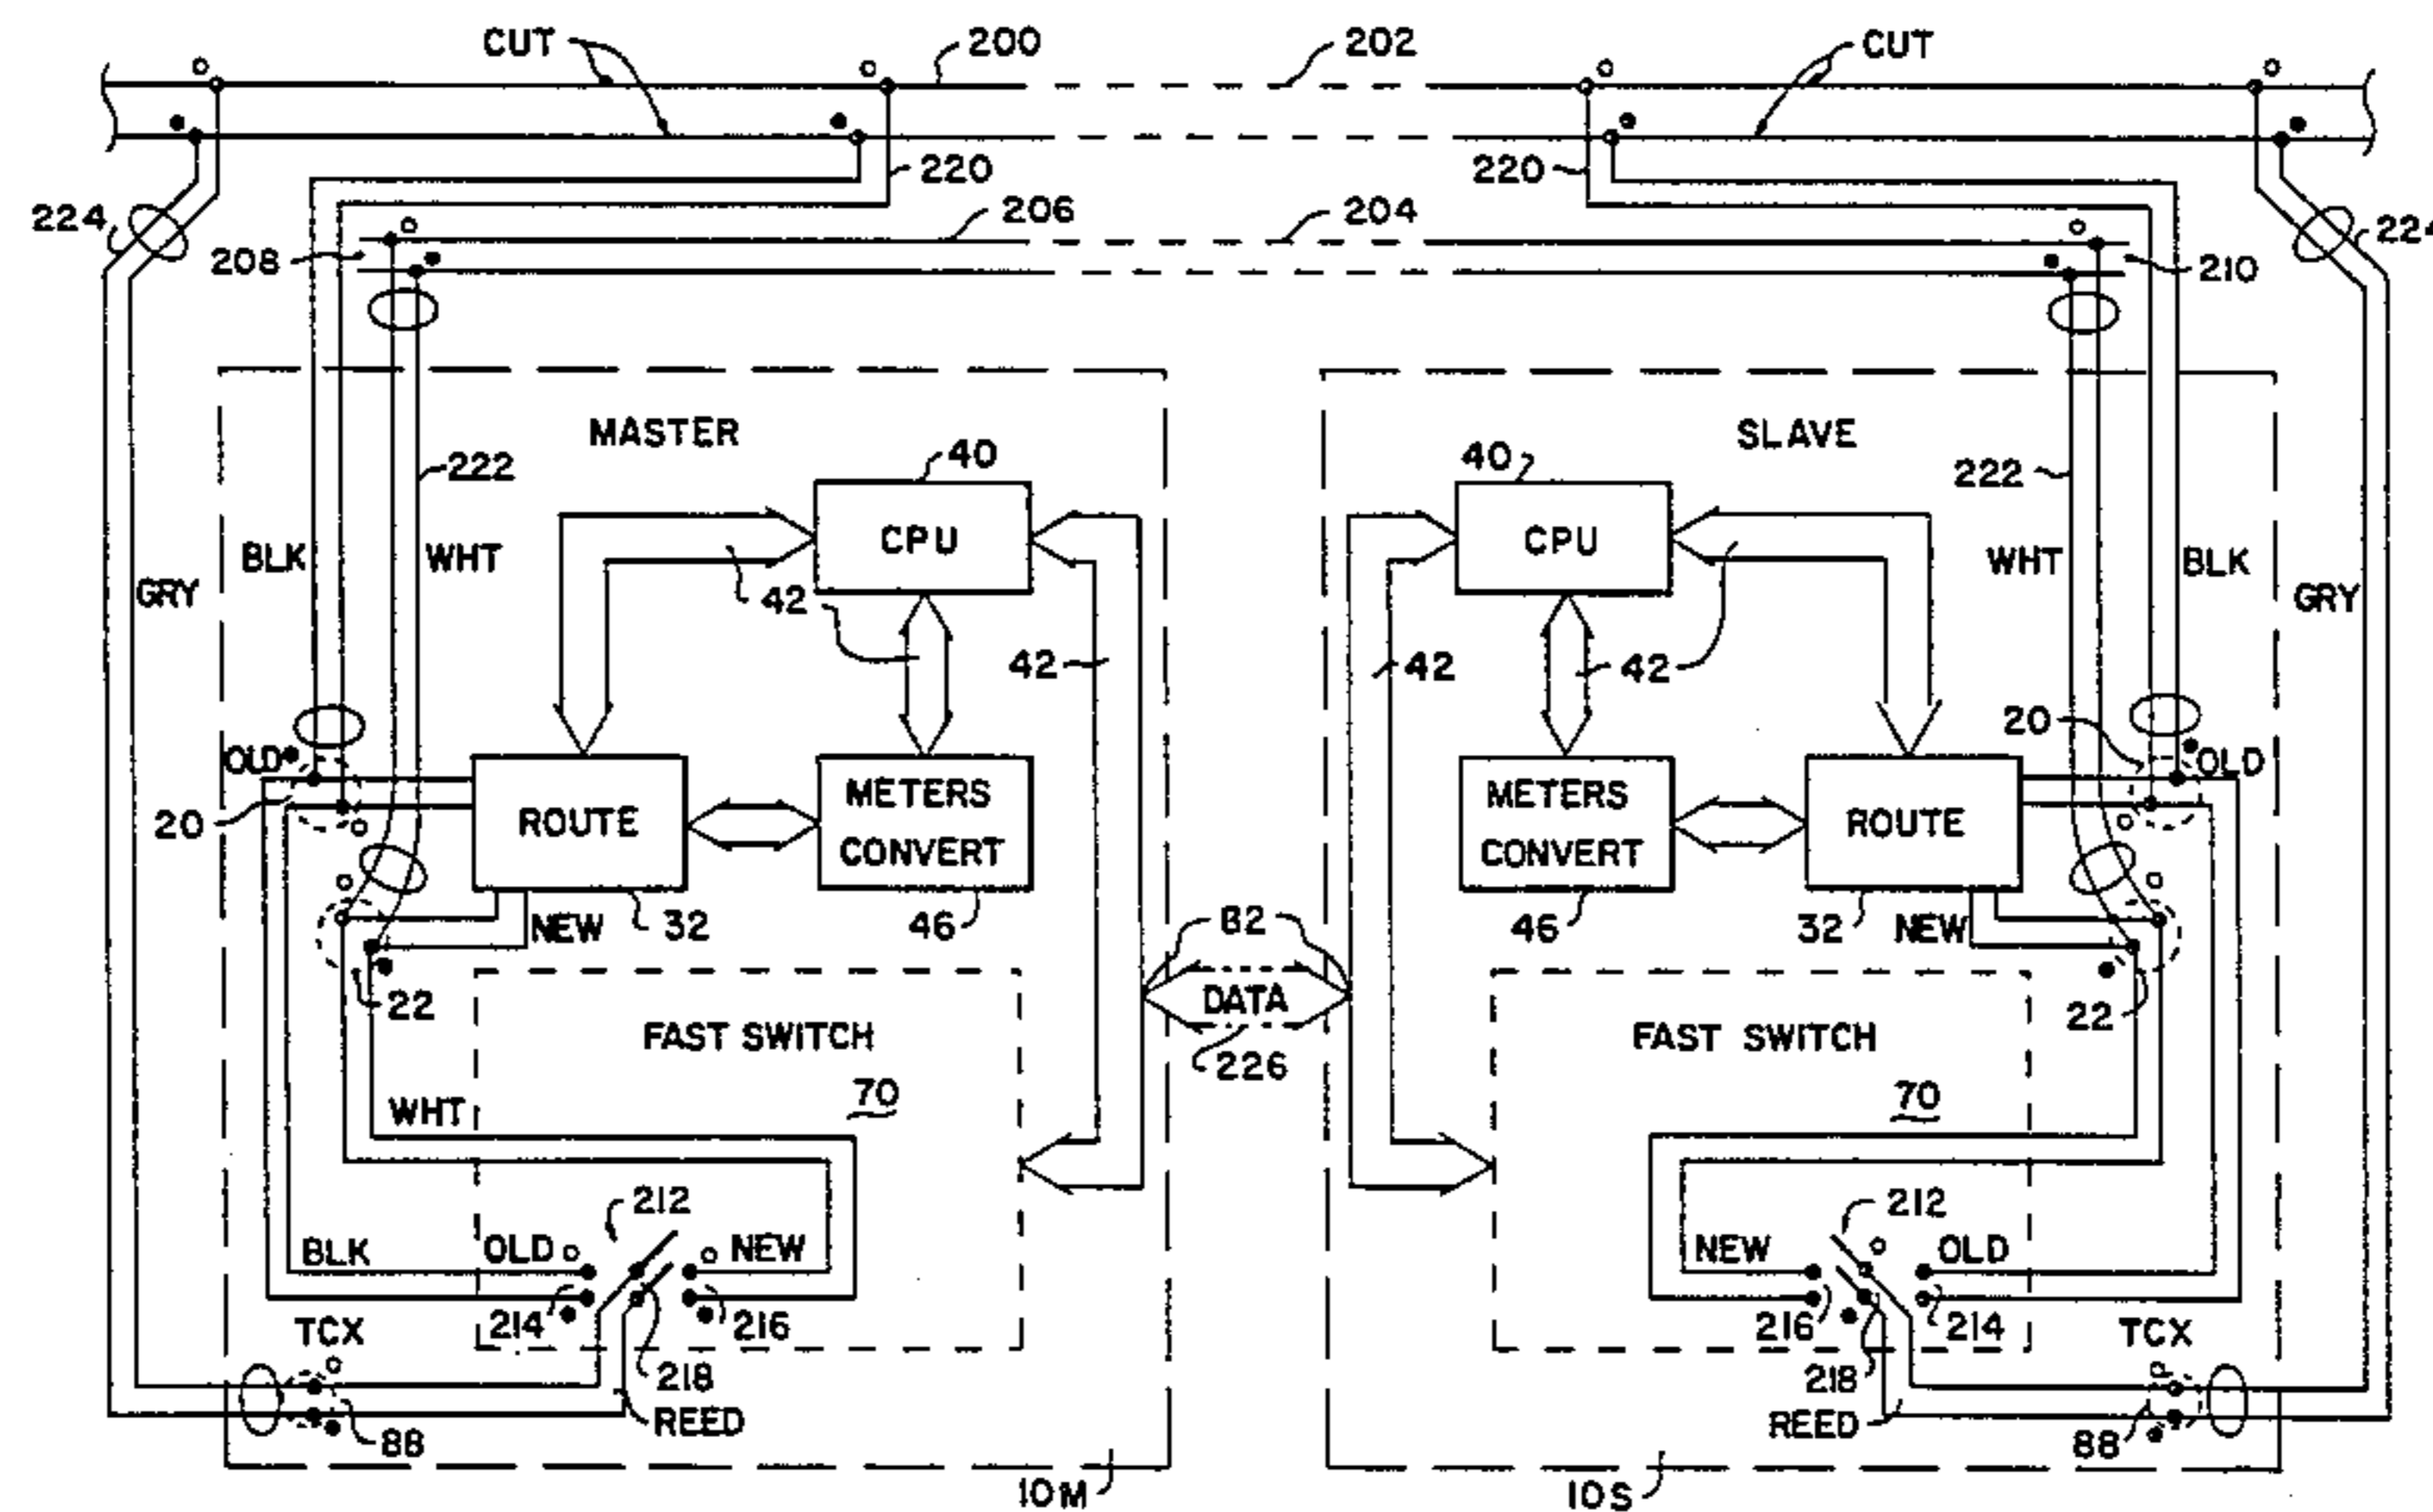 CUT 200 202 CUT
220 220
224 206 204 224
208 210
MASTER SLAVE
40 40
222 222
CPU CPU
BLK WHT WHT BLK
GRY 42 GRY
42 42 42
20 OLD
OLD METERS METERS
20 ROUTE CONVERT CONVERT ROUTE
NEW 32 46 82 46 32 NEW
22 DATA 22
FAST SWITCH 226 FAST SWITCH
WHT 70 70
212 212
BLK OLD NEW NEW OLD
TCX 214 216 216 214 TCX
218 218
88 REED REED 88
10M 10S